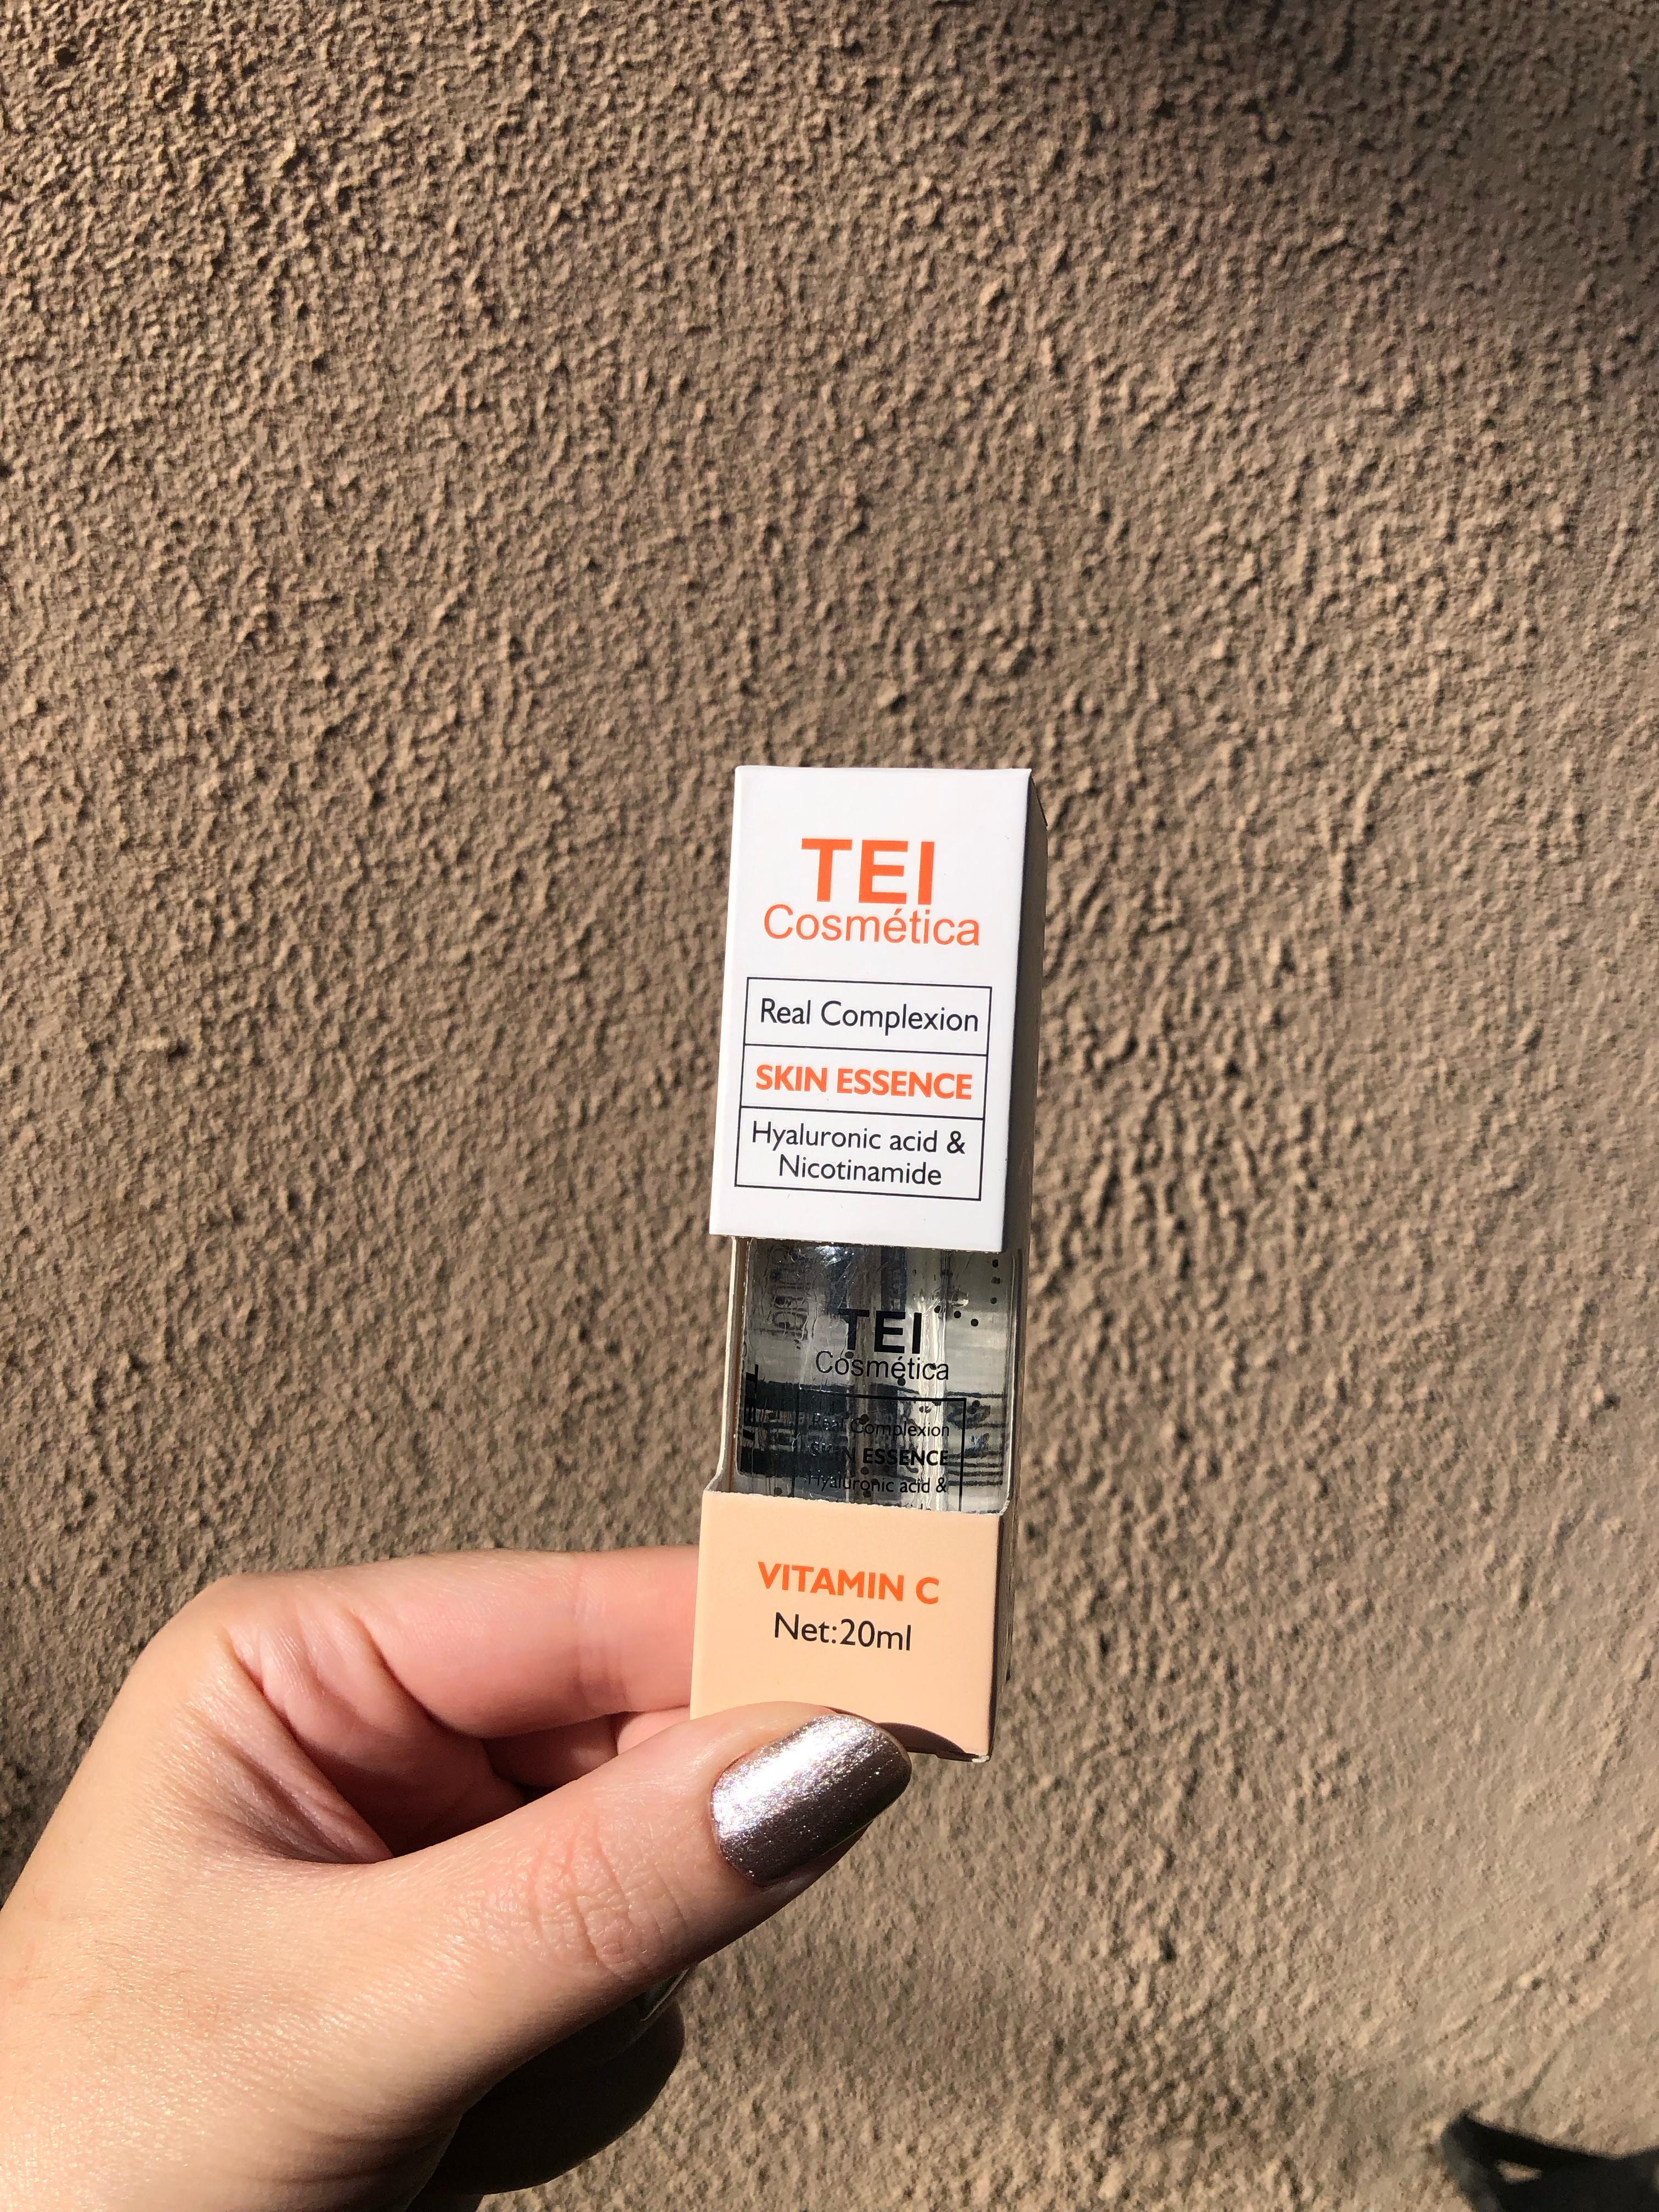 TEI
Cosmética
Real Complexion
SKIN ESSENCE
Hyaluronic acid &
Nicotinamide
TEI
Cosmética
Real Complexion
SKIN ESSENCE
Hyaluronic acid &
VITAMIN C
Net:20ml